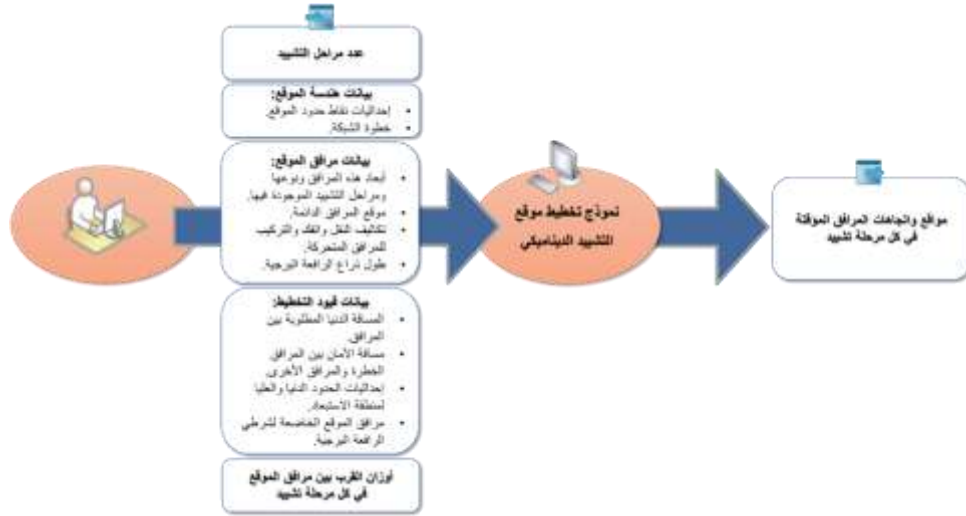 عدد مراحل التشييد
بيانات هندسة الموقع:
• إحداثيات نقاط حدود الموقع.
• خطوة الشبكة.
بيانات مرافق الموقع:
• أبعاد هذه المرافق ونوعها
ومراحل التشييد الموجودة فيها.
• موقع المرافق الدائمة.
• تكاليف النقل والفك والتركيب
للمرافق المتحركة.
• طول ذراع الرافعة البرجية.
بيانات قيود التخطيط:
• المسافة الدنيا المطلوبة بين
المرافق.
• مسافة الأمان بين المرافق
الخطرة والمرافق الأخرى.
• إحداثيات الحدود الدنيا والعليا
لمنطقة الاستبعاد.
• مرافق الموقع الخاضعة لشرطي
الرافعة البرجية.
أوزان القرب بين مرافق الموقع
في كل مرحلة تشييد
نموذج تخطيط موقع
التشييد الديناميكي
مواقع واتجاهات المرافق المؤقتة
في كل مرحلة تشييد